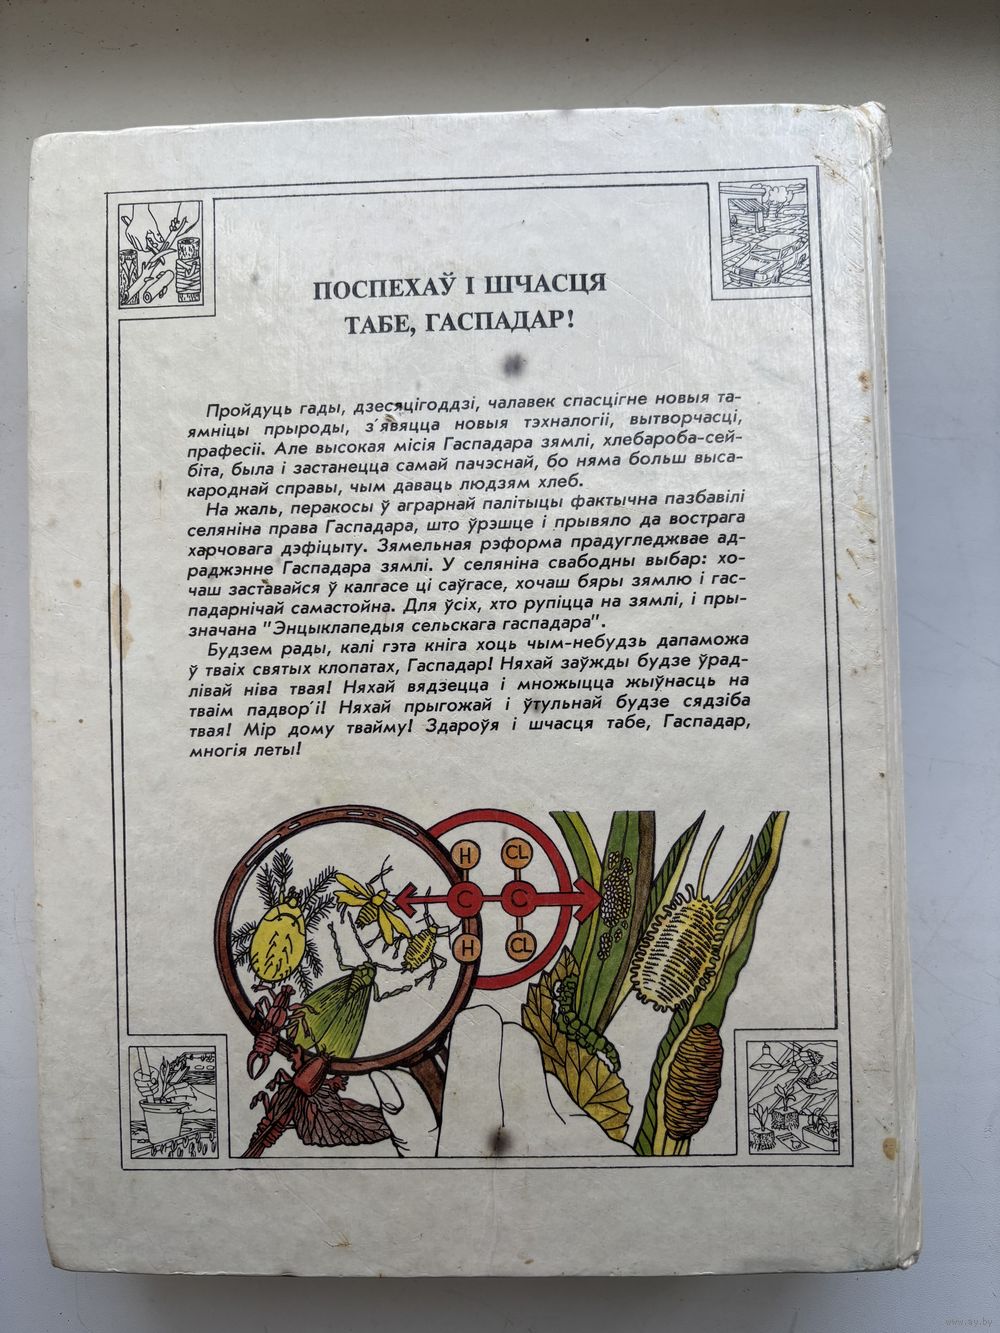 ПОСПЕХАЎ І ШЧАСЦЯ
ТАБЕ, ГАСПАДАР!
Пройдуць гады, дзесяцігоддзі, чалавек спасцігне новыя та-
ямніцы прыроды, з'явяцца новыя тэхналогіі, вытворчасці,
прафесіі. Але высокая місія Гаспадара зямлі, хлебароба-сей-
біта, была і застанецца самай пачэснай, бо няма больш выса-
кароднай справы, чым даваць людзям хлеб.
На жаль, перакосы ў аграрнай палітыцы фактычна пазбавілі
селяніна права Гаспадара, што ўрэшце і прывяло да вострага
харчовага дэфіцыту. Зямельная рэформа прадугледжвае ад-
раджэнне Гаспадара зямлі. У селяніна свабодны выбар: хо-
чаш заставайся ў калгасе ці саўгасе, хочаш бяры зямлю і гас-
падарнічай самастойна. Для ўсіх, хто рупіцца на зямлі, і пры-
значана "Энцыклапедыя сельскага гаспадара".
Будзем рады, калі гэта кніга хоць чым-небудзь дапаможа
ў тваіх святых клопатах, Гаспадар! Няхай заўжды будзе ўрад-
лівай ніва твая! Няхай вядзецца і множыцца жыўнасць на
тваім падвор'і! Няхай прыгожай і ўтульнай будзе сядзіба
твая! Мір дому твайму! Здароўя і шчасця табе, Гаспадар,
многія леты!
H CL
C C
H CL
www.ay.by